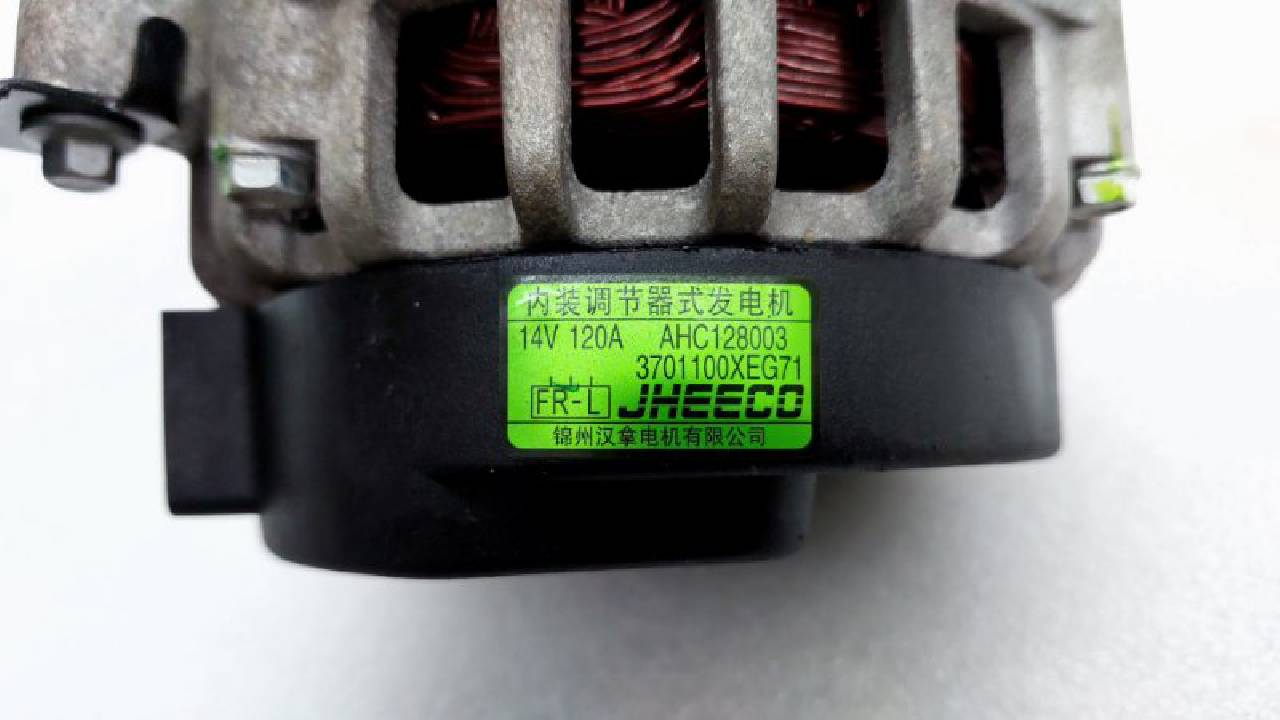 内装调节器式发电机
14V 120A AHC128003
3701100XEG71
FR-L JHEECO
锦州汉拿电机有限公司